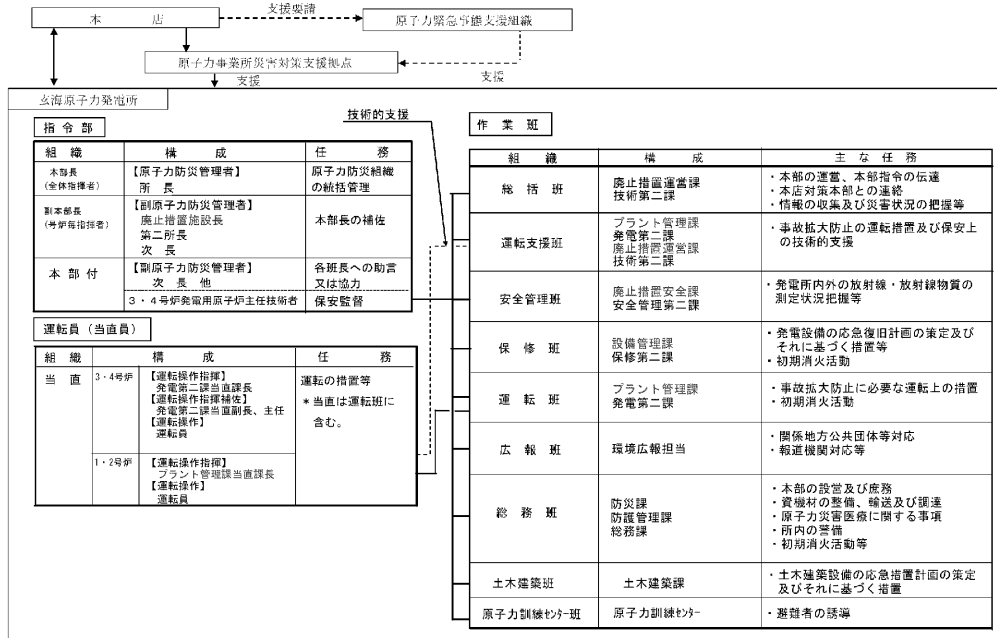 本店
支援要請
原子力緊急事態支援組織
原子力事業所災害対策支援拠点
支援
支援
玄海原子力発電所
技術的支援
指令部
組織 構成 任務
本部長
(全体指揮者)
【原子力防災管理者】
所長
原子力防災組織
の統括管理
副本部長
(号炉毎指揮者)
【副原子力防災管理者】
廃止措置施設長
第二所長
次長
本部長の補佐
本部付
【副原子力防災管理者】
次長他
各班長への助言
又は協力
3・4号炉発電用原子炉主任技術者
保安監督
運転員(当直員)
組織 構成 任務
当直
3・4号炉
【運転操作指揮】
発電第二課当直課長
【運転操作指揮補佐】
発電第二課当直副長、主任
【運転操作】
運転員
1・2号炉
【運転操作指揮】
プラント管理課当直課長
【運転操作】
運転員
運転の措置等
*当直は運転班に
含む。
作業班
組織 構成 主な任務
総括班
廃止措置運営課
技術第二課
・本部の運営、本部指令の伝達
・本店対策本部との連絡
・情報の収集及び災害状況の把握等
運転支援班
プラント管理課
発電第二課
廃止措置運営課
技術第二課
・事故拡大防止の運転措置及び保安上
の技術的支援
安全管理班
廃止措置安全課
安全管理第二課
・発電所内外の放射線・放射線物質の
測定状況把握等
保修班
設備管理課
保修第二課
・発電設備の応急復旧計画の策定及び
それに基づく措置等
・初期消火活動
運転班
プラント管理課
発電第二課
・事故拡大防止に必要な運転上の措置
・初期消火活動
広報班
環境広報担当
・関係地方公共団体等対応
・報道機関対応等
総務班
防災課
防護管理課
総務課
・本部の設営及び庶務
・資機材の整備、輸送及び調達
・原子力災害医療に関する事項
・所内の警備
・初期消火活動等
土木建築班
土木建築課
・土木建築設備の応急措置計画の策定
及びそれに基づく措置
原子力訓練ｾﾝﾀｰ班
原子力訓練ｾﾝﾀｰ
・避難者の誘導